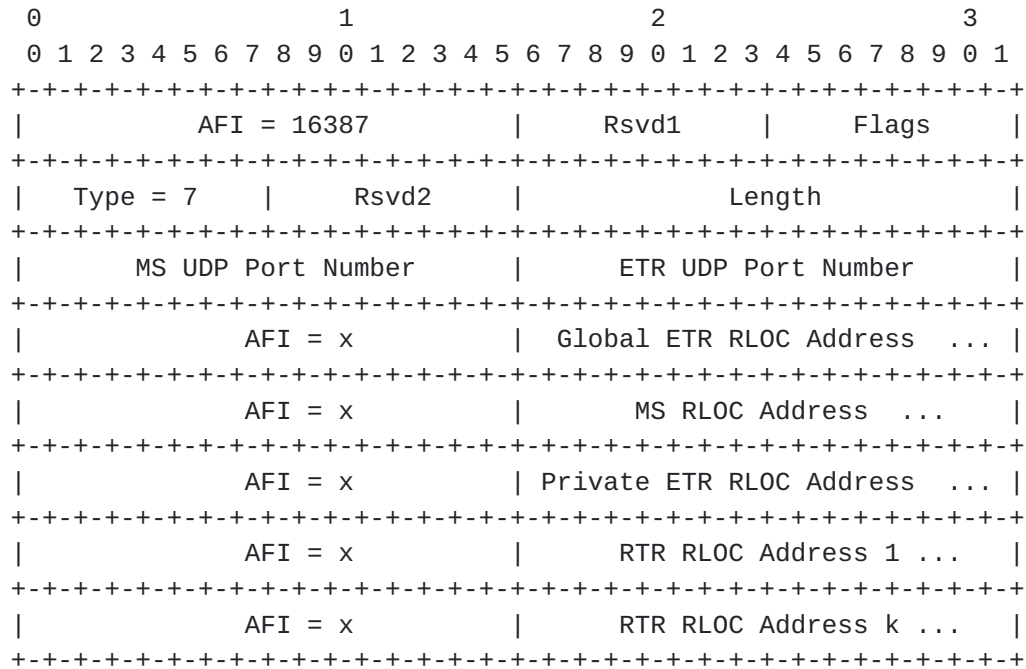 0                   1                   2                   3
 0 1 2 3 4 5 6 7 8 9 0 1 2 3 4 5 6 7 8 9 0 1 2 3 4 5 6 7 8 9 0 1
+-+-+-+-+-+-+-+-+-+-+-+-+-+-+-+-+-+-+-+-+-+-+-+-+-+-+-+-+-+-+-+-+
|           AFI = 16387         |     Rsvd1     |     Flags     |
+-+-+-+-+-+-+-+-+-+-+-+-+-+-+-+-+-+-+-+-+-+-+-+-+-+-+-+-+-+-+-+-+
|   Type = 7    |     Rsvd2     |             Length            |
+-+-+-+-+-+-+-+-+-+-+-+-+-+-+-+-+-+-+-+-+-+-+-+-+-+-+-+-+-+-+-+-+
|       MS UDP Port Number      |      ETR UDP Port Number      |
+-+-+-+-+-+-+-+-+-+-+-+-+-+-+-+-+-+-+-+-+-+-+-+-+-+-+-+-+-+-+-+-+
|              AFI = x          |  Global ETR RLOC Address  ... |
+-+-+-+-+-+-+-+-+-+-+-+-+-+-+-+-+-+-+-+-+-+-+-+-+-+-+-+-+-+-+-+-+
|              AFI = x          |       MS RLOC Address  ...    |
+-+-+-+-+-+-+-+-+-+-+-+-+-+-+-+-+-+-+-+-+-+-+-+-+-+-+-+-+-+-+-+-+
|              AFI = x          | Private ETR RLOC Address  ... |
+-+-+-+-+-+-+-+-+-+-+-+-+-+-+-+-+-+-+-+-+-+-+-+-+-+-+-+-+-+-+-+-+
|              AFI = x          |      RTR RLOC Address 1 ...   |
+-+-+-+-+-+-+-+-+-+-+-+-+-+-+-+-+-+-+-+-+-+-+-+-+-+-+-+-+-+-+-+-+
|              AFI = x          |      RTR RLOC Address k ...   |
+-+-+-+-+-+-+-+-+-+-+-+-+-+-+-+-+-+-+-+-+-+-+-+-+-+-+-+-+-+-+-+-+